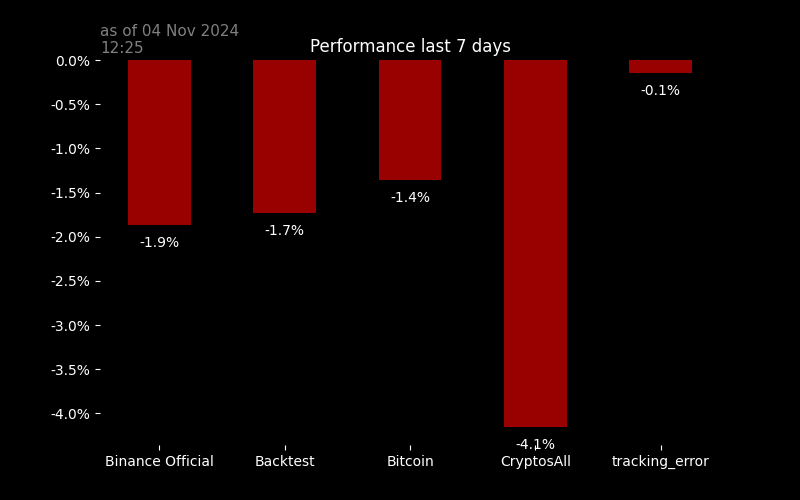 as of 04 Nov 2024
12:25
Performance last 7 days
0.0%
-0.5%
-1.0%
-1.5%
-2.0%
-2.5%
-3.0%
-3.5%
-4.0%
-1.9%
-1.7%
-1.4%
-4.1%
-0.1%
Binance Official
Backtest
Bitcoin
CryptosAll
tracking_error